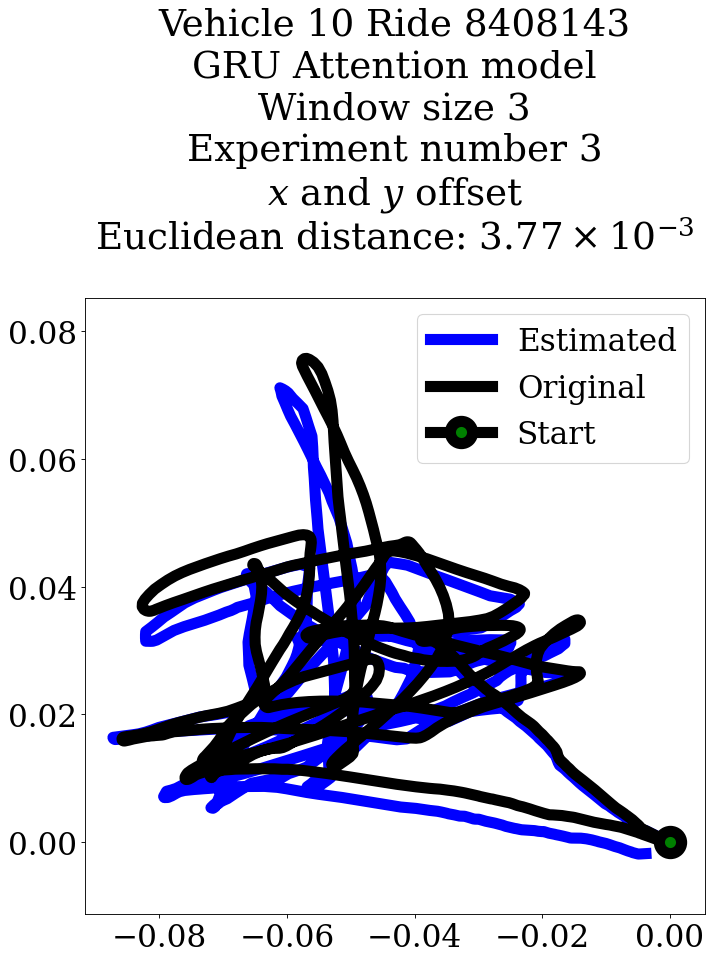 Vehicle 10 Ride 8408143
GRU Attention model
Window size 3
Experiment number 3
x and y offset
Euclidean distance: 3.77 × 10⁻³
Estimated
Original
Start
0.08
0.06
0.04
0.02
0.00
−0.08 −0.06 −0.04 −0.02 0.00